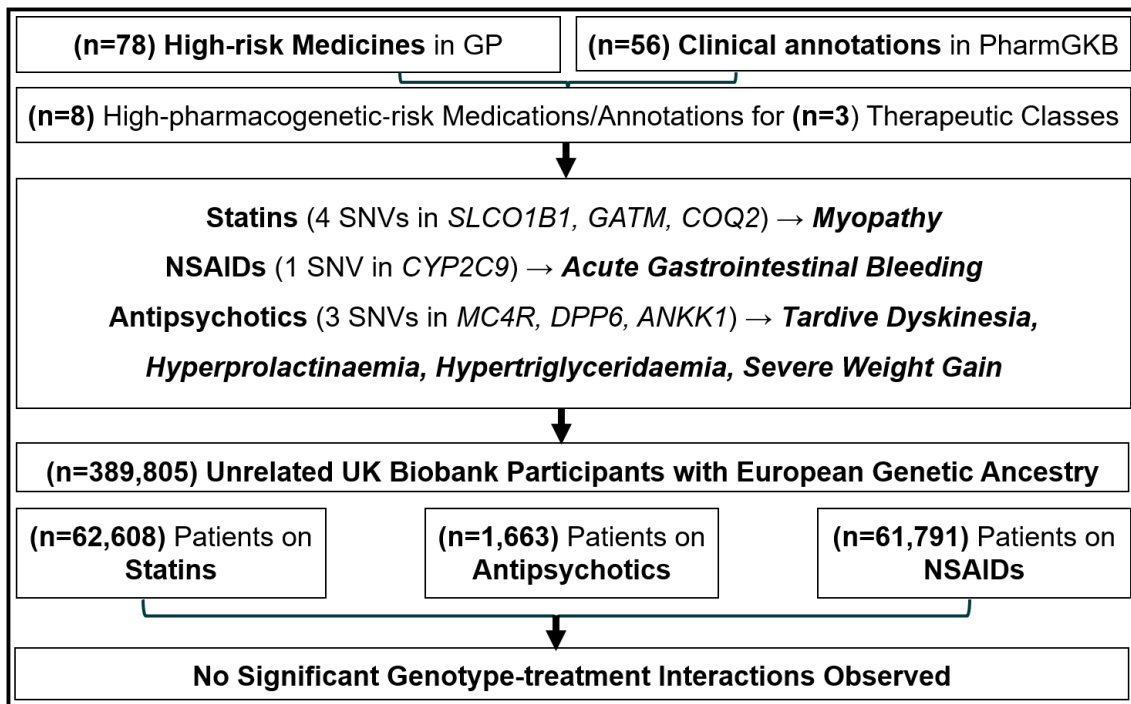 (n=78) High-risk Medicines in GP
(n=56) Clinical annotations in PharmGKB
(n=8) High-pharmacogenetic-risk Medications/Annotations for (n=3) Therapeutic Classes
Statins (4 SNVs in SLCO1B1, GATM, COQ2) → Myopathy
NSAIDs (1 SNV in CYP2C9) → Acute Gastrointestinal Bleeding
Antipsychotics (3 SNVs in MC4R, DPP6, ANKK1) → Tardive Dyskinesia,
Hyperprolactinaemia, Hypertriglyceridaemia, Severe Weight Gain
(n=389,805) Unrelated UK Biobank Participants with European Genetic Ancestry
(n=62,608) Patients on
Statins
(n=1,663) Patients on
Antipsychotics
(n=61,791) Patients on
NSAIDs
No Significant Genotype-treatment Interactions Observed